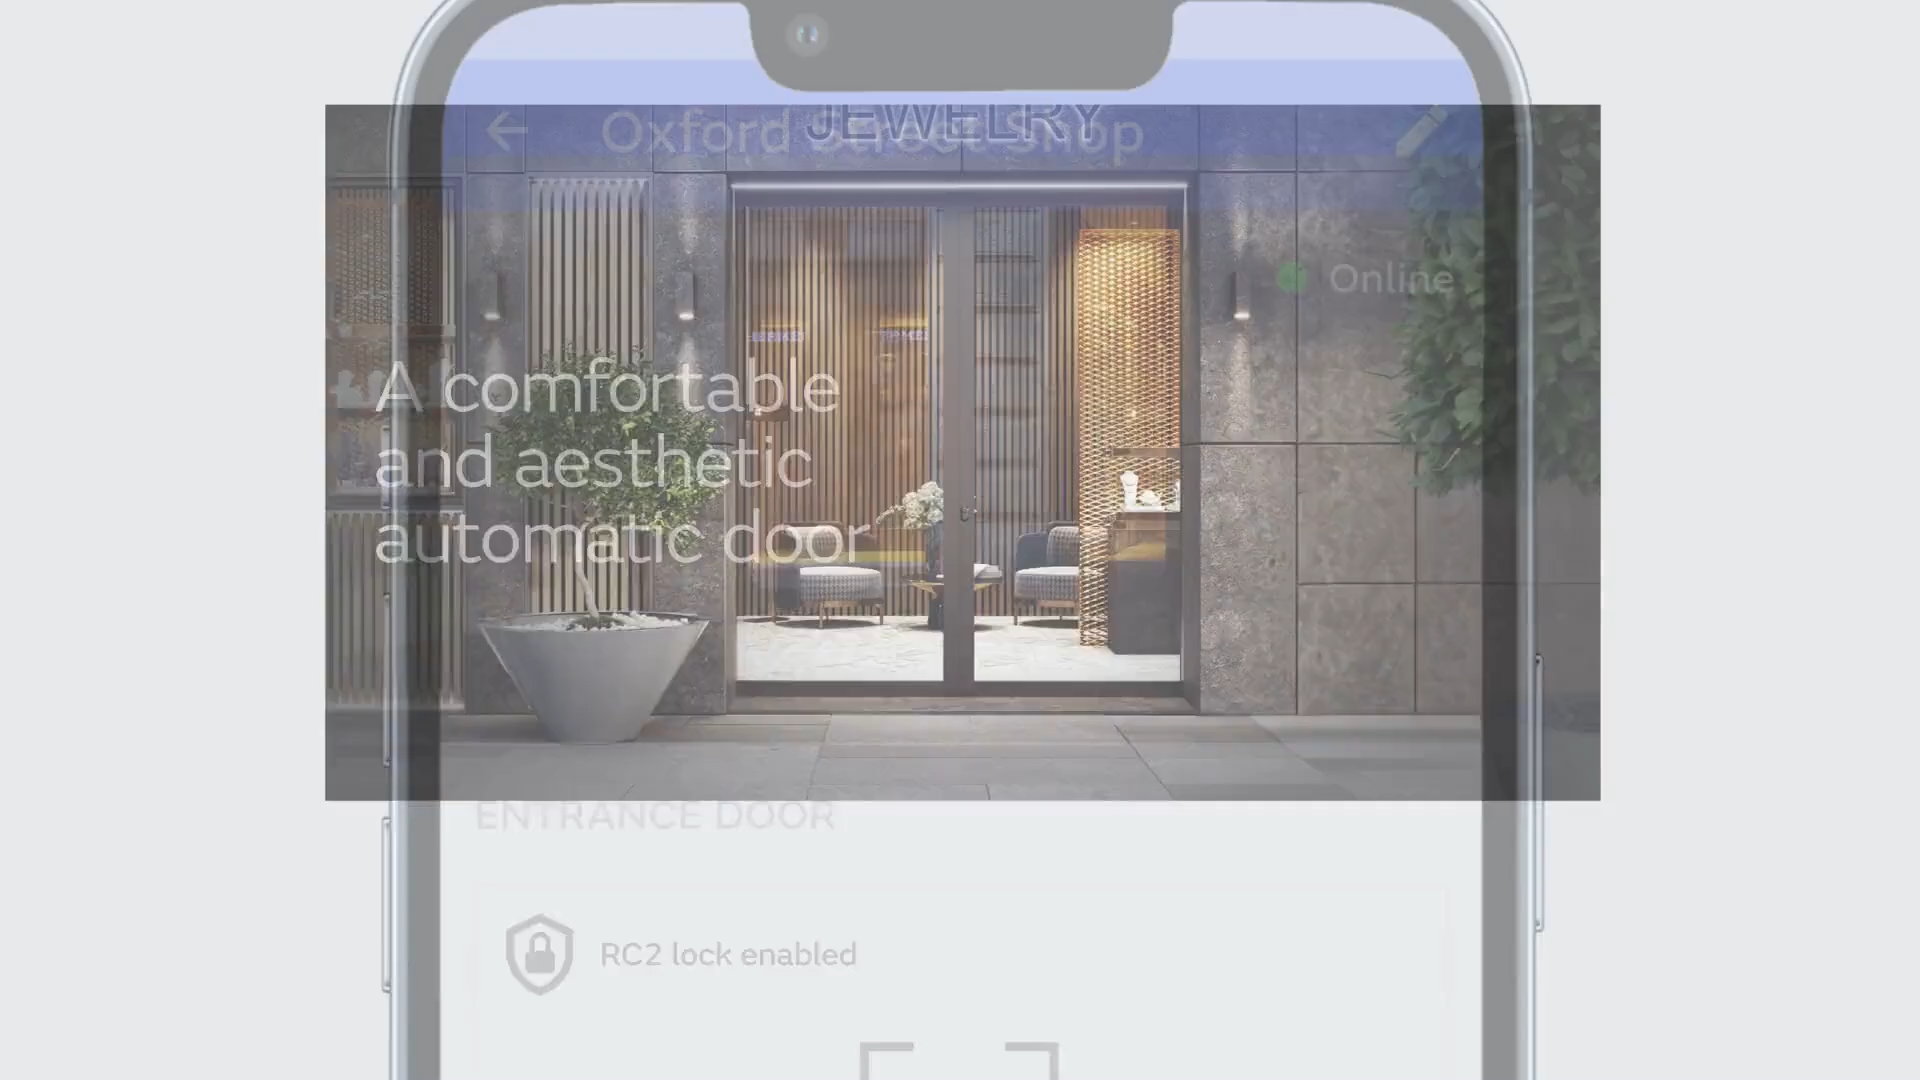 JEWELRY
Oxford Street Shop
Online
A comfortable
and aesthetic
automatic door
ENTRANCE DOOR
RC2 lock enabled